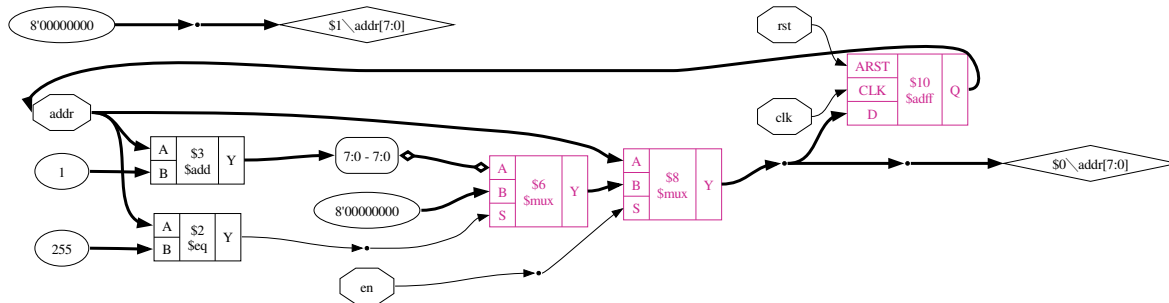 8'00000000
$1\addr[7:0]
rst
ARST
CLK
D
$10
$adff
Q
addr
clk
A
B
$3
$add
Y
7:0 - 7:0
1
A
B
S
$6
$mux
Y
A
B
S
$8
$mux
Y
$0\addr[7:0]
8'00000000
A
B
$2
$eq
Y
255
en